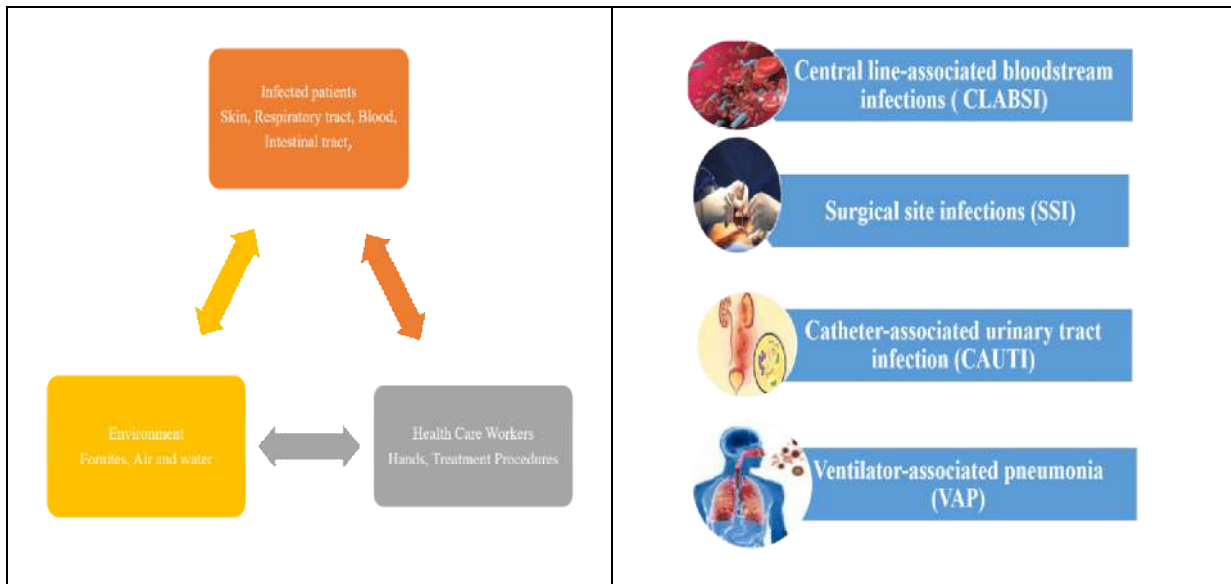 Infected patients
Skin, Respiratory tract, Blood,
Intestinal tract,
Environment
Fomites, Air and water
Health Care Workers
Hands, Treatment Procedures
Central line-associated bloodstream
infections ( CLABSI)
Surgical site infections (SSI)
Catheter-associated urinary tract
infection (CAUTI)
Ventilator-associated pneumonia
(VAP)